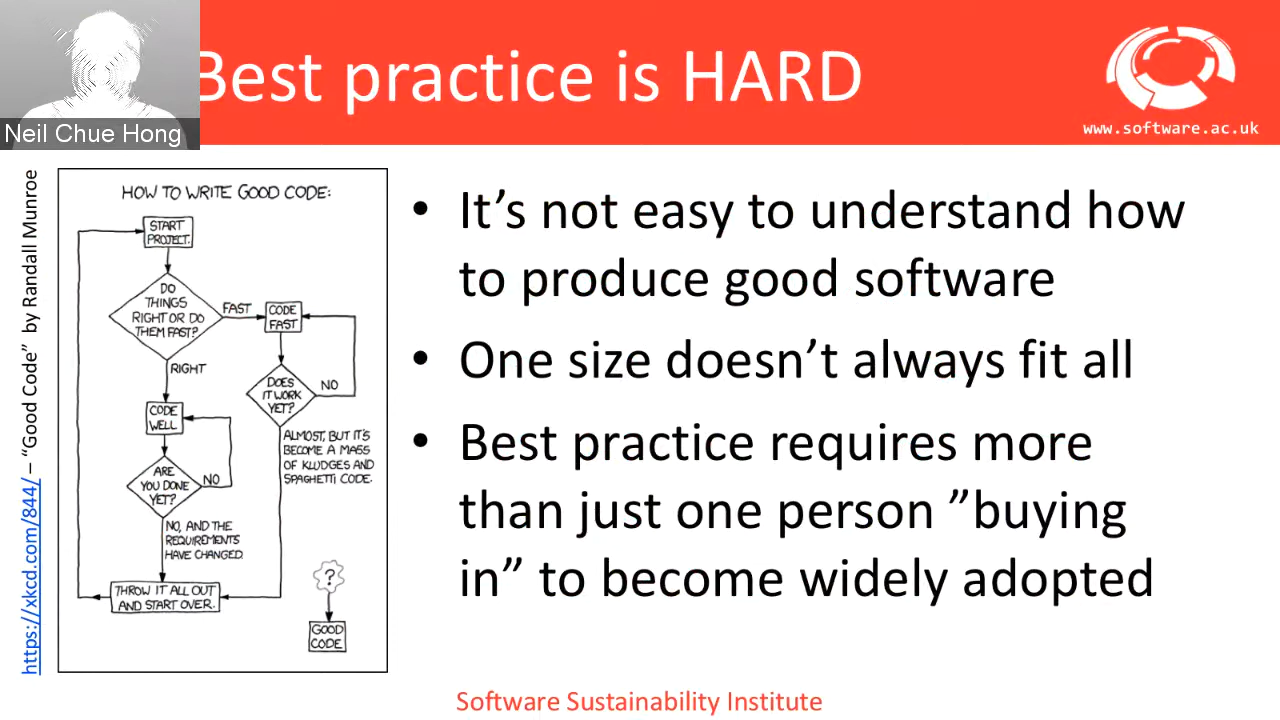 Best practice is HARD
www.software.ac.uk
Neil Chue Hong
https://xkcd.com/844/ – “Good Code” by Randall Munroe
HOW TO WRITE GOOD CODE:
START
PROJECT.
DO
THINGS
RIGHT OR DO
THEM FAST?
FAST
CODE
FAST
RIGHT
DOES
IT WORK
YET?
NO
CODE
WELL
ALMOST, BUT IT'S
BECOME A MASS
OF KLUDGES AND
SPAGHETTI CODE.
ARE
YOU DONE
YET?
NO
NO, AND THE
REQUIREMENTS
HAVE CHANGED.
THROW IT ALL OUT
AND START OVER.
?
GOOD
CODE
• It’s not easy to understand how
to produce good software
• One size doesn’t always fit all
• Best practice requires more
than just one person ”buying
in” to become widely adopted
Software Sustainability Institute